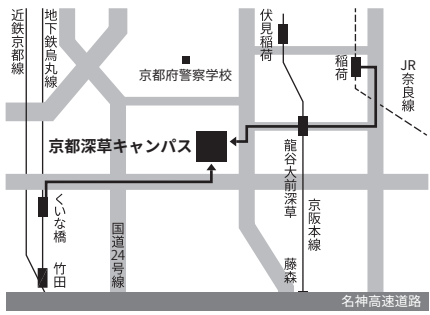 近鉄京都線
地下鉄烏丸線
伏見稲荷
稲荷
JR奈良線
京都府警察学校
京都深草キャンパス
龍谷大前深草
くいな橋
京阪本線
国道24号線
竹田
藤森
名神高速道路